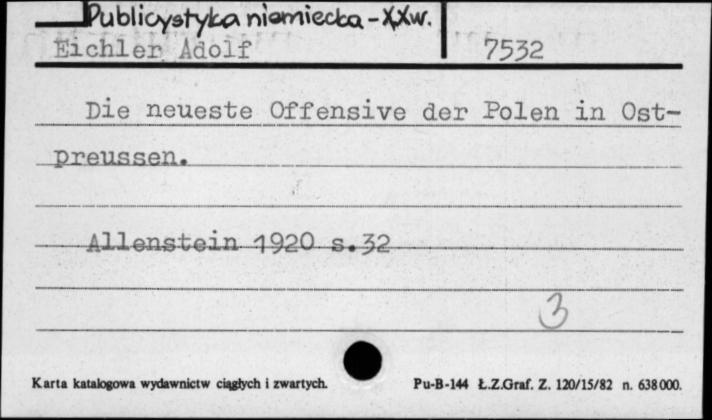 Publicystyka niemiecka - XXw.
Eichler Adolf 7532
Die neueste Offensive der Polen in Ost-
preussen.
Allenstein 1920 s.32
3
Karta katalogowa wydawnictw ciągłych i zwartych. Pu-B-144 Ł.Z.Graf. Z. 120/15/82 n. 638000.